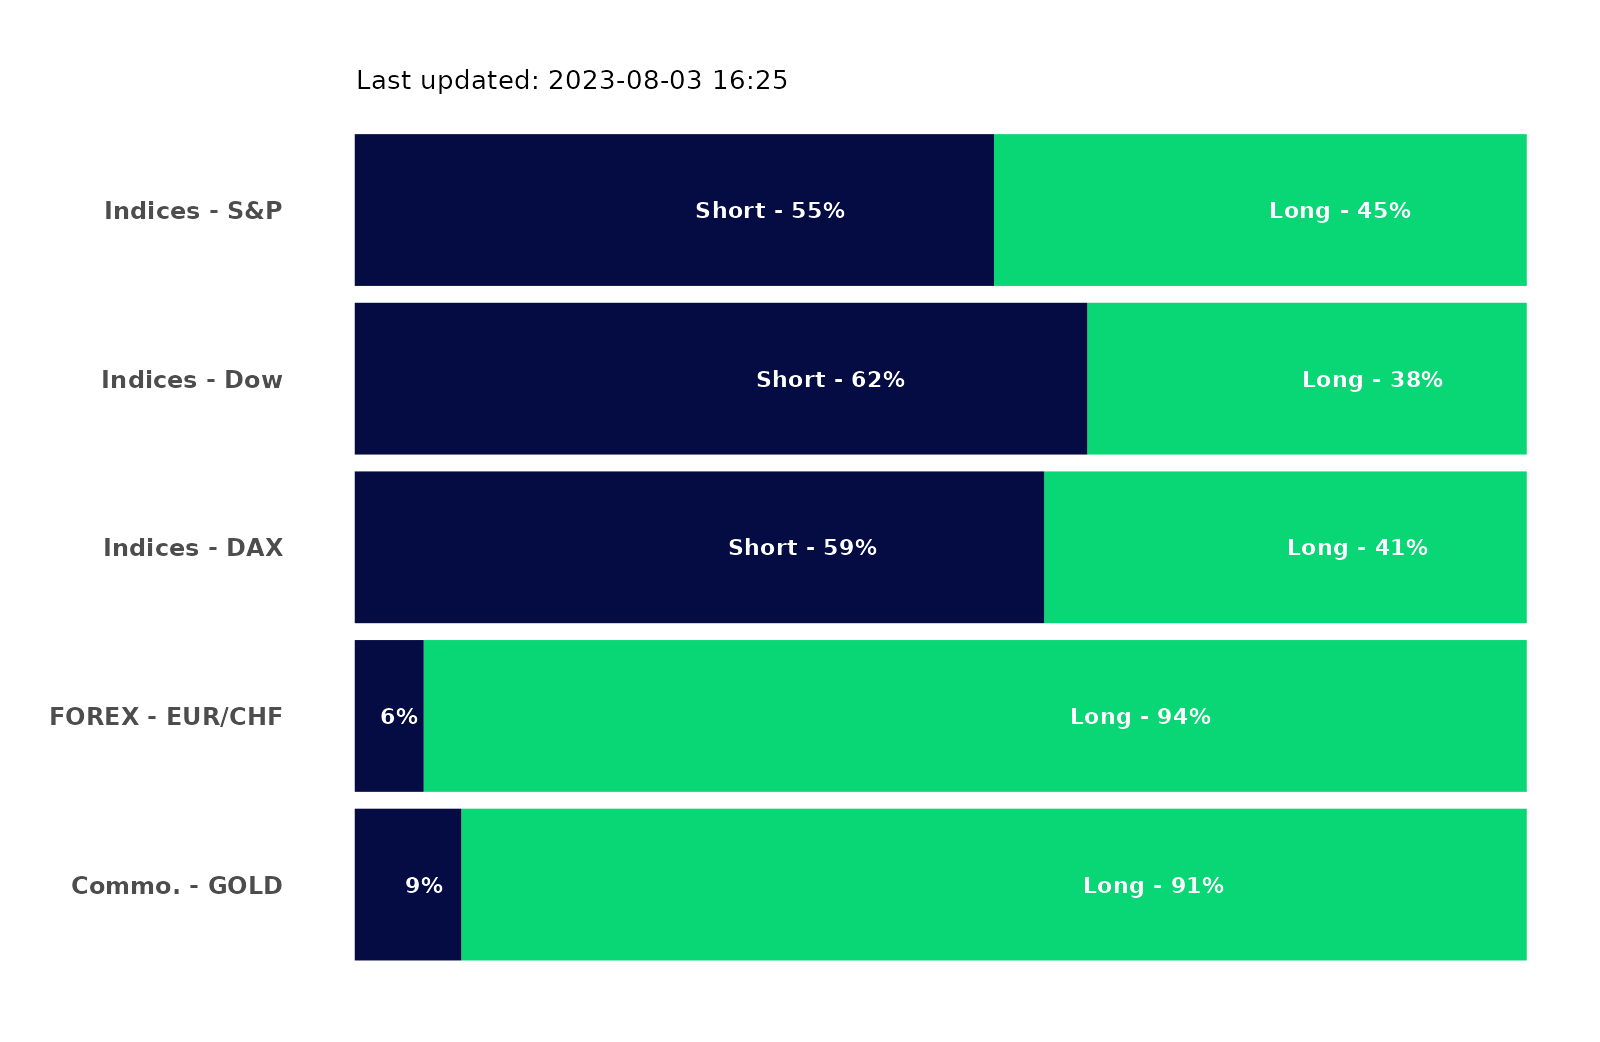 Last updated: 2023-08-03 16:25
Indices - S&P Short - 55% Long - 45%
Indices - Dow Short - 62% Long - 38%
Indices - DAX Short - 59% Long - 41%
FOREX - EUR/CHF 6% Long - 94%
Commo. - GOLD 9% Long - 91%